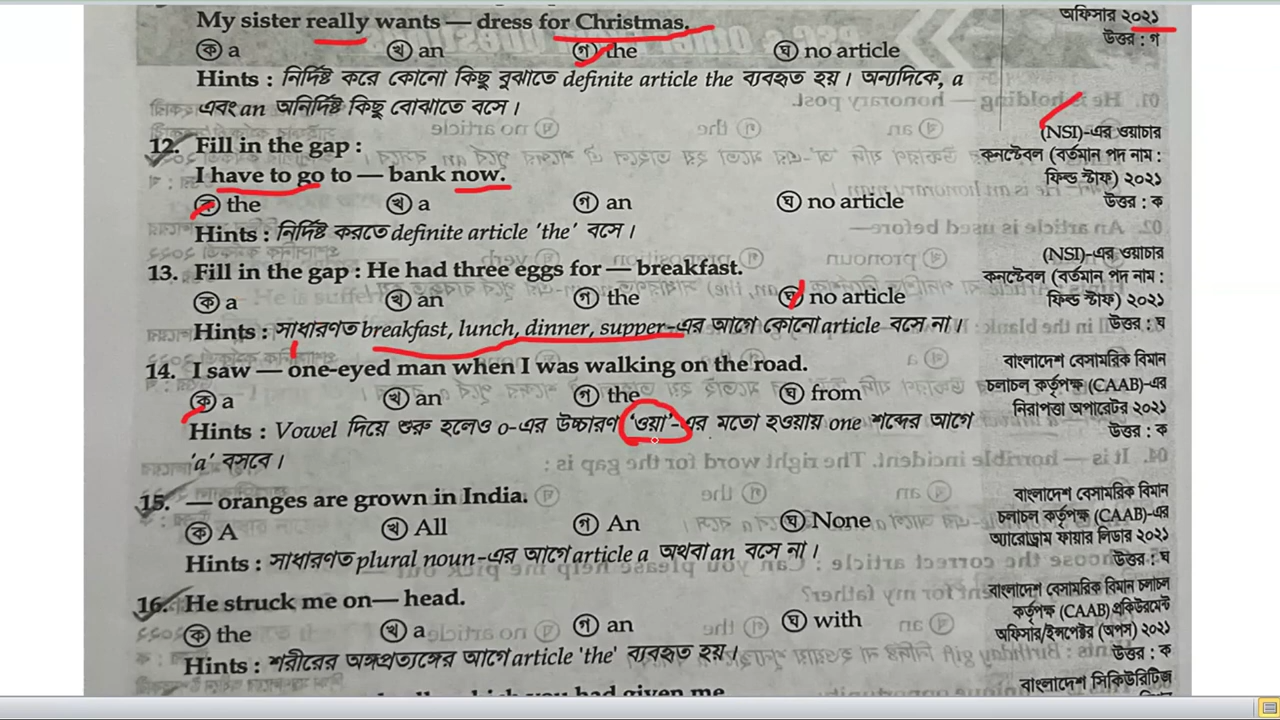 My sister really wants — dress for Christmas.
অফিসার ২০২১
উত্তর : গ
ক a খ an গ the ঘ no article
Hints : নির্দিষ্ট করে কোনো কিছু বুঝাতে definite article the ব্যবহৃত হয়। অন্যদিকে, a
এবং an অনির্দিষ্ট কিছু বোঝাতে বসে।
12. Fill in the gap :
(NSI)-এর ওয়াচার
I have to go to — bank now.
কনস্টেবল (বর্তমান পদ নাম :
ফিল্ড স্টাফ) ২০২১
ক the খ a গ an ঘ no article
উত্তর : ক
Hints : নির্দিষ্ট করতে definite article 'the' বসে।
13. Fill in the gap : He had three eggs for — breakfast.
(NSI)-এর ওয়াচার
কনস্টেবল (বর্তমান পদ নাম :
ক a খ an গ the ঘ no article
ফিল্ড স্টাফ) ২০২১
Hints : সাধারণত breakfast, lunch, dinner, supper-এর আগে কোনো article বসে না।
উত্তর : ঘ
14. I saw — one-eyed man when I was walking on the road.
বাংলাদেশ বেসামরিক বিমান
চলাচল কর্তৃপক্ষ (CAAB)-এর
ক a খ an গ the ঘ from
নিরাপত্তা অপারেটর ২০২১
Hints : Vowel দিয়ে শুরু হলেও o-এর উচ্চারণ 'ওয়া'-এর মতো হওয়ায় one শব্দের আগে
উত্তর : ক
'a' বসবে।
15. — oranges are grown in India.
বাংলাদেশ বেসামরিক বিমান
চলাচল কর্তৃপক্ষ (CAAB)-এর
ক A খ All গ An ঘ None
অ্যারোড্রাম ফায়ার লিডার ২০২১
Hints : সাধারণত plural noun-এর আগে article a অথবা an বসে না।
উত্তর : ঘ
16. He struck me on— head.
বাংলাদেশ বেসামরিক বিমান চলাচল
কর্তৃপক্ষ (CAAB) প্রকিউরমেন্ট
ক the খ a গ an ঘ with
অফিসার/ইন্সপেক্টর (অপস) ২০২১
Hints : শরীরের অঙ্গপ্রত্যঙ্গের আগে article 'the' ব্যবহৃত হয়।
উত্তর : ক
বাংলাদেশ সিকিউরিটিজ
which you had given me